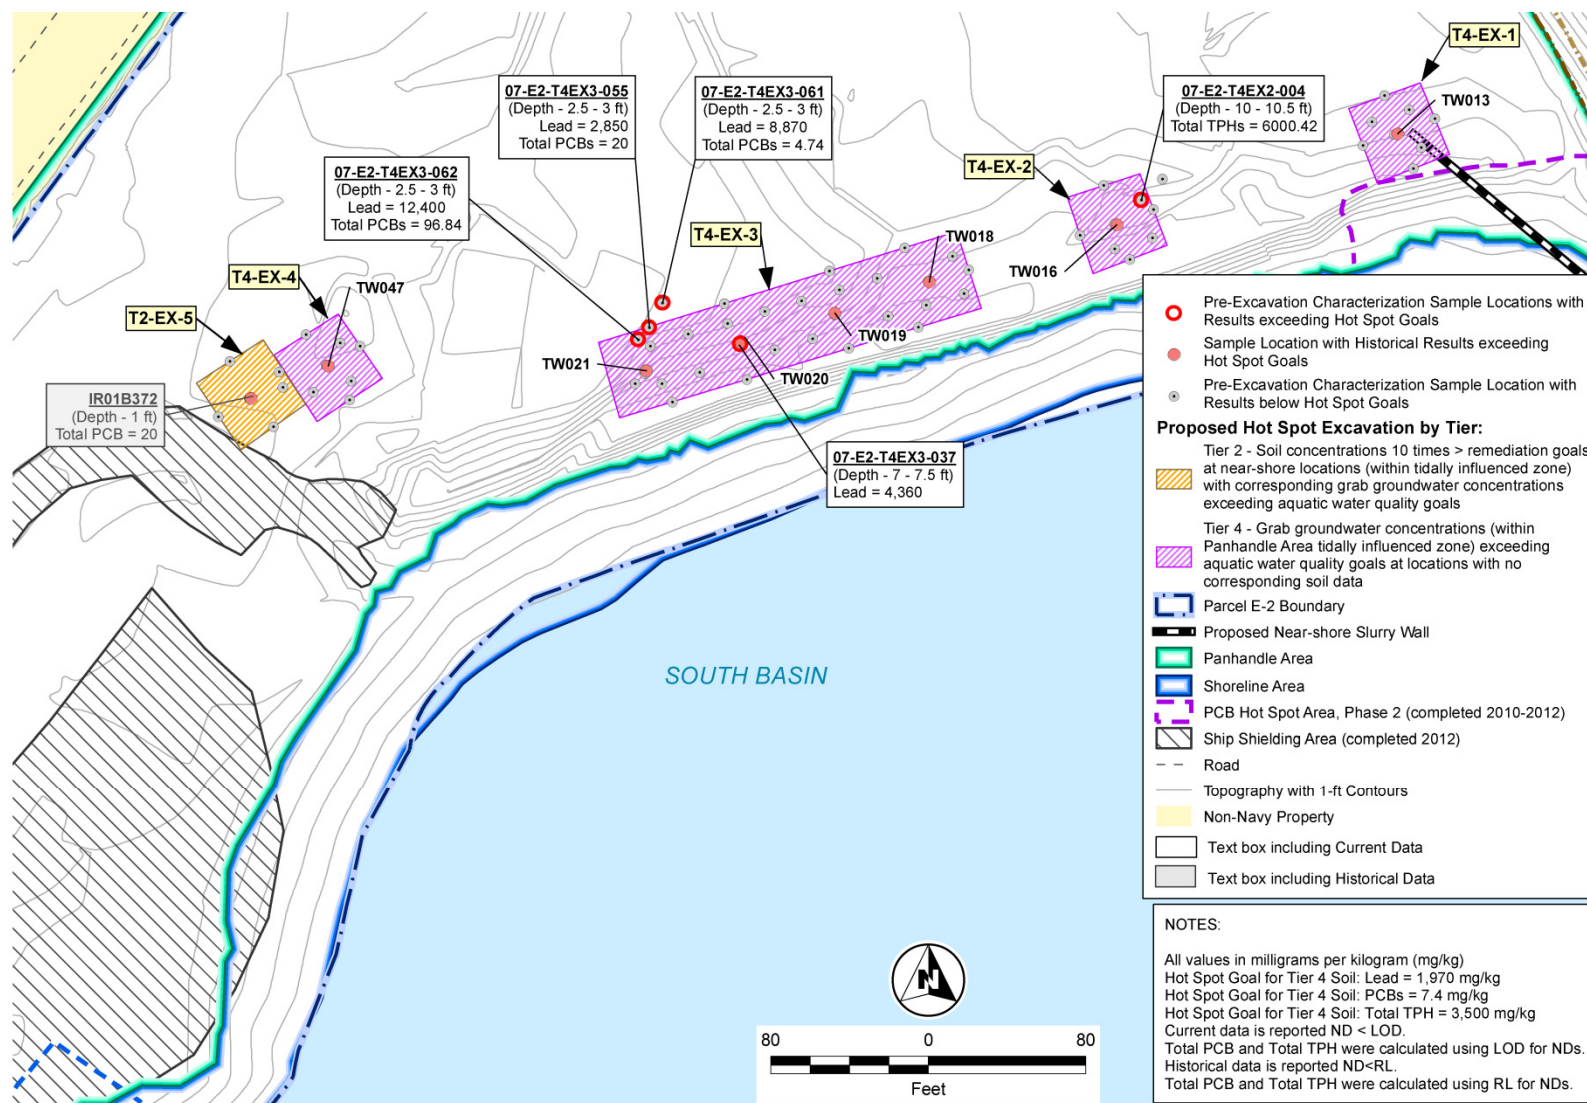 T4-EX-1
07-E2-T4EX3-055
(Depth - 2.5 - 3 ft)
Lead = 2,850
Total PCBs = 20
07-E2-T4EX3-061
(Depth - 2.5 - 3 ft)
Lead = 8,870
Total PCBs = 4.74
07-E2-T4EX2-004
(Depth - 10 - 10.5 ft)
Total TPHs = 6000.42
TW013
07-E2-T4EX3-062
(Depth - 2.5 - 3 ft)
Lead = 12,400
Total PCBs = 96.84
T4-EX-2
T4-EX-3
TW018
TW016
T4-EX-4
TW047
T2-EX-5
TW019
TW021
TW020
IR01B372
(Depth - 1 ft)
Total PCB = 20
07-E2-T4EX3-037
(Depth - 7 - 7.5 ft)
Lead = 4,360
SOUTH BASIN
Pre-Excavation Characterization Sample Locations with
Results exceeding Hot Spot Goals
Sample Location with Historical Results exceeding
Hot Spot Goals
Pre-Excavation Characterization Sample Location with
Results below Hot Spot Goals
Proposed Hot Spot Excavation by Tier:
Tier 2 - Soil concentrations 10 times > remediation goals
at near-shore locations (within tidally influenced zone)
with corresponding grab groundwater concentrations
exceeding aquatic water quality goals
Tier 4 - Grab groundwater concentrations (within
Panhandle Area tidally influenced zone) exceeding
aquatic water quality goals at locations with no
corresponding soil data
Parcel E-2 Boundary
Proposed Near-shore Slurry Wall
Panhandle Area
Shoreline Area
PCB Hot Spot Area, Phase 2 (completed 2010-2012)
Ship Shielding Area (completed 2012)
Road
Topography with 1-ft Contours
Non-Navy Property
Text box including Current Data
Text box including Historical Data
NOTES:
All values in milligrams per kilogram (mg/kg)
Hot Spot Goal for Tier 4 Soil: Lead = 1,970 mg/kg
Hot Spot Goal for Tier 4 Soil: PCBs = 7.4 mg/kg
Hot Spot Goal for Tier 4 Soil: Total TPH = 3,500 mg/kg
Current data is reported ND < LOD.
Total PCB and Total TPH were calculated using LOD for NDs.
Historical data is reported ND<RL.
Total PCB and Total TPH were calculated using RL for NDs.
N
80 0 80
Feet